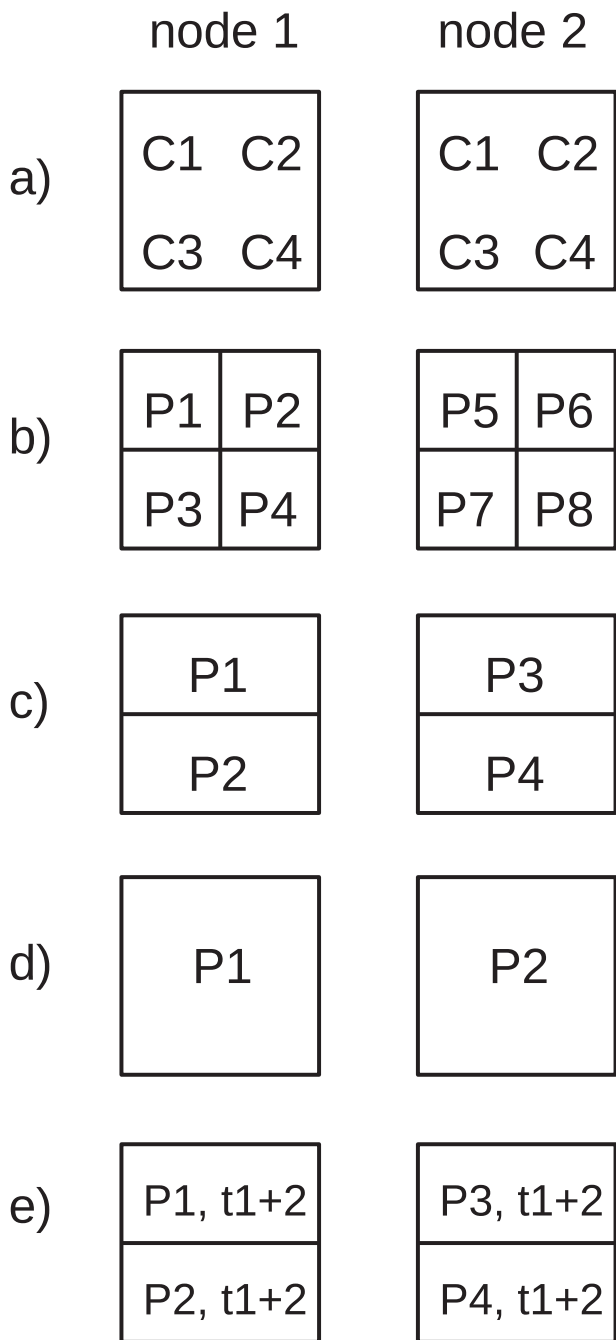 node 1 node 2
a)
C1 C2 C1 C2
C3 C4 C3 C4
b)
P1 P2 P5 P6
P3 P4 P7 P8
c)
P1 P3
P2 P4
d)
P1 P2
e)
P1, t1+2 P3, t1+2
P2, t1+2 P4, t1+2